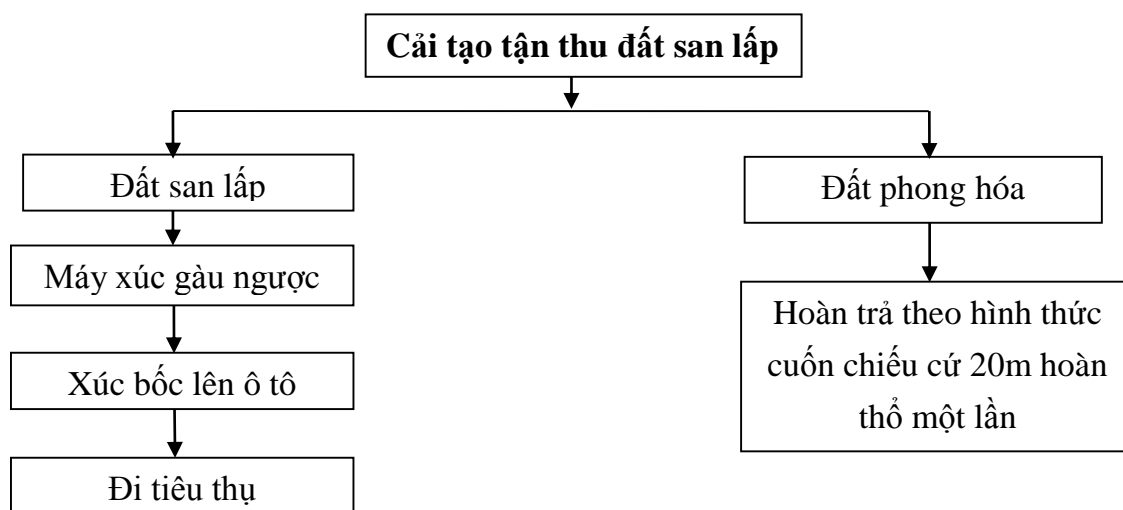 Cải tạo tận thu đất san lấp
Đất san lấp
Đất phong hóa
Máy xúc gàu ngược
Hoàn trả theo hình thức
cuốn chiếu cứ 20m hoàn
thổ một lần
Xúc bốc lên ô tô
Đi tiêu thụ